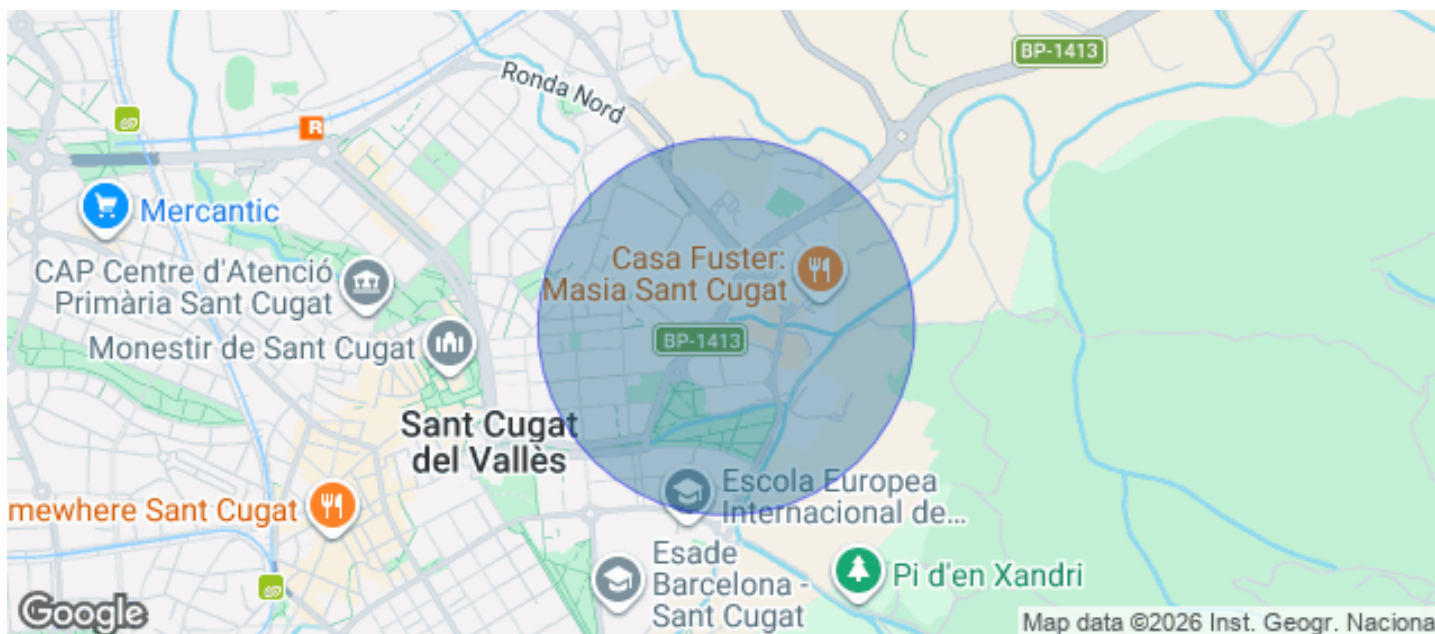 BP-1413
Ronda Nord
R
Mercantic
CAP Centre d'Atenció
Primària Sant Cugat
Casa Fuster:
Masia Sant Cugat
BP-1413
Monestir de Sant Cugat
Sant Cugat
del Vallès
mewhere Sant Cugat
Escola Europea
Internacional de...
Esade
Barcelona -
Sant Cugat
Pi d'en Xandri
Google
Map data ©2026 Inst. Geogr. Naciona